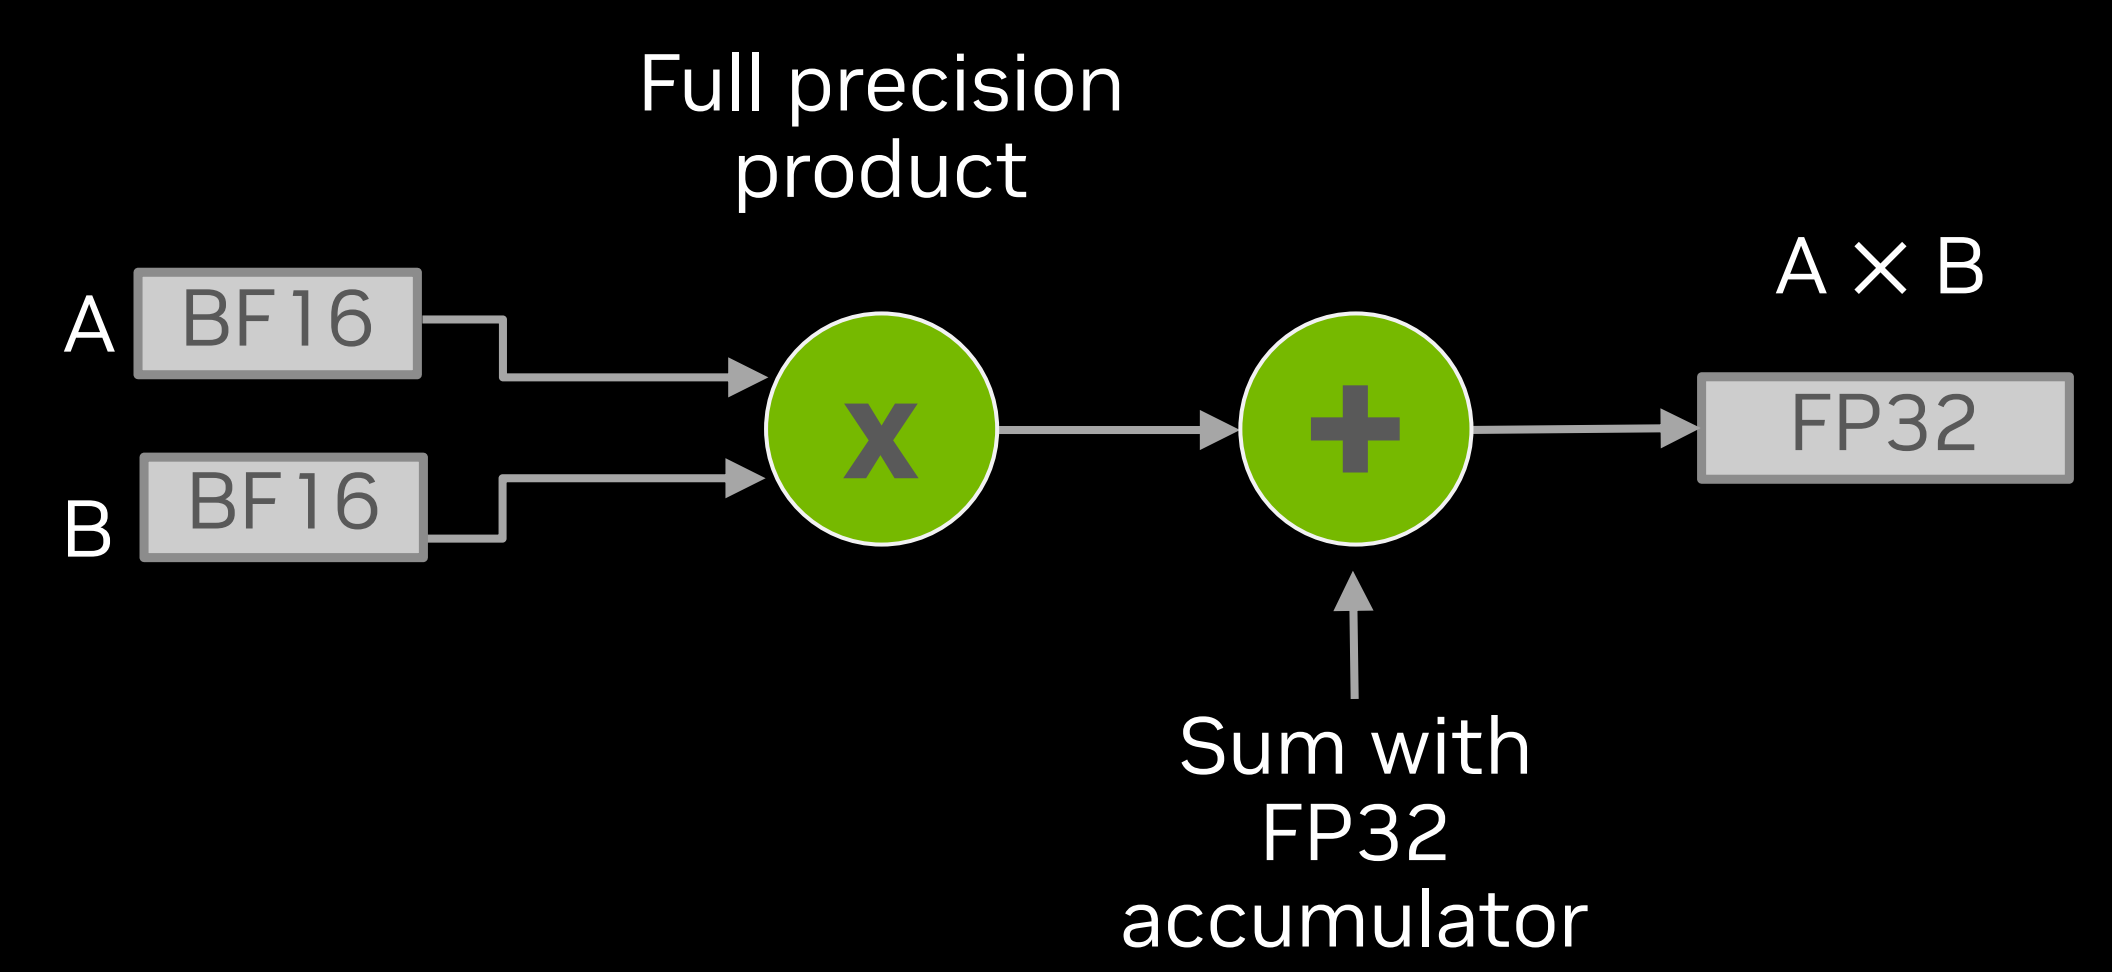 Full precision
product
A × B
A
BF16
x
+
FP32
B
BF16
Sum with
FP32
accumulator